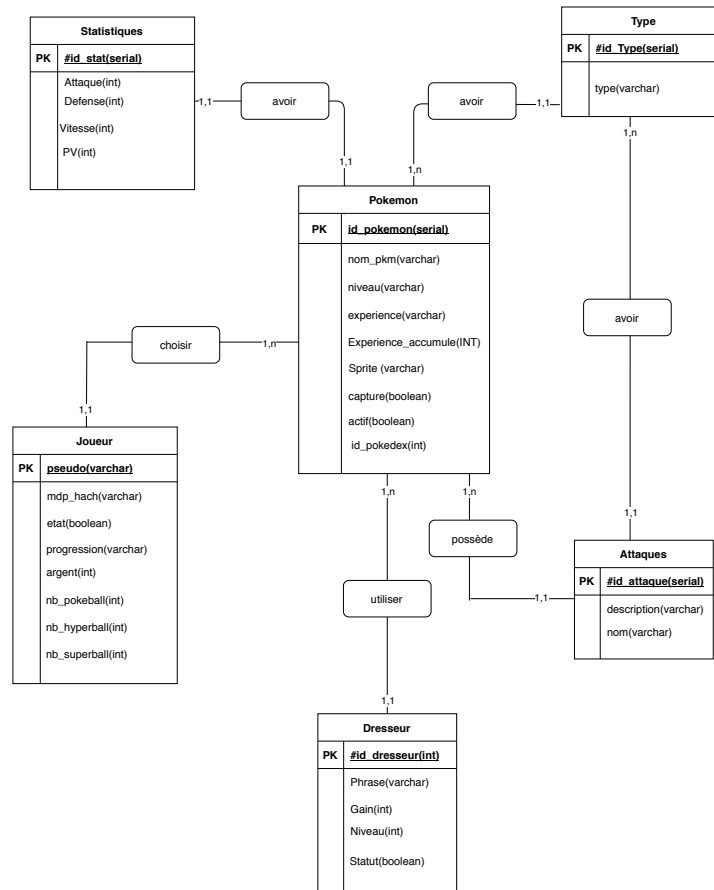 Statistiques
PK #id_stat(serial)
Attaque(int)
Defense(int)
Vitesse(int)
PV(int)
1,1
avoir
1,1
avoir
1,1
1,n
Type
PK #id_Type(serial)
type(varchar)
1,n
avoir
1,1
Pokemon
PK id_pokemon(serial)
nom_pkm(varchar)
niveau(varchar)
experience(varchar)
Experience_accumule(INT)
Sprite (varchar)
capture(boolean)
actif(boolean)
id_pokedex(int)
choisir
1,n
1,1
Joueur
PK pseudo(varchar)
mdp_hach(varchar)
etat(boolean)
progression(varchar)
argent(int)
nb_pokeball(int)
nb_hyperball(int)
nb_superball(int)
1,n
utiliser
1,1
1,n
possède
1,1
Attaques
PK #id_attaque(serial)
description(varchar)
nom(varchar)
Dresseur
PK #id_dresseur(int)
Phrase(varchar)
Gain(int)
Niveau(int)
Statut(boolean)